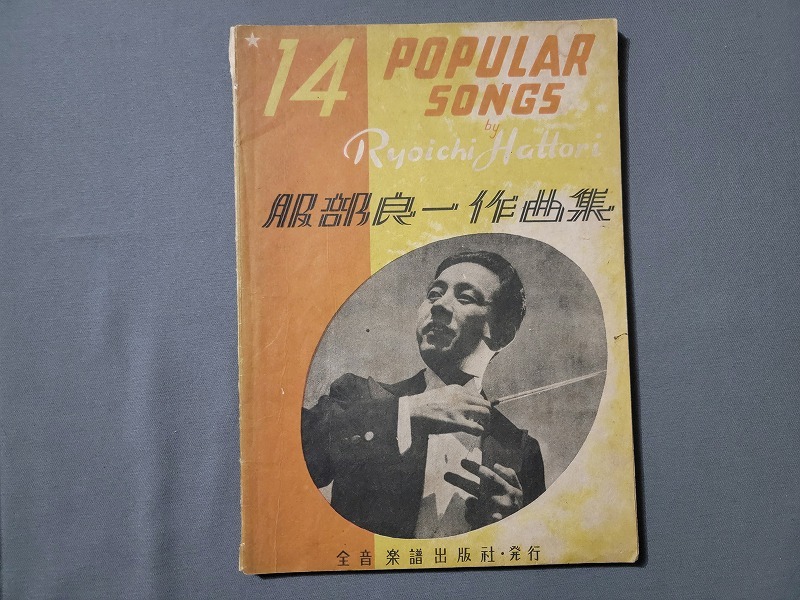 14 POPULAR
SONGS
by
Ryoichi Hattori
服部良一作曲集
全音楽譜出版社・発行